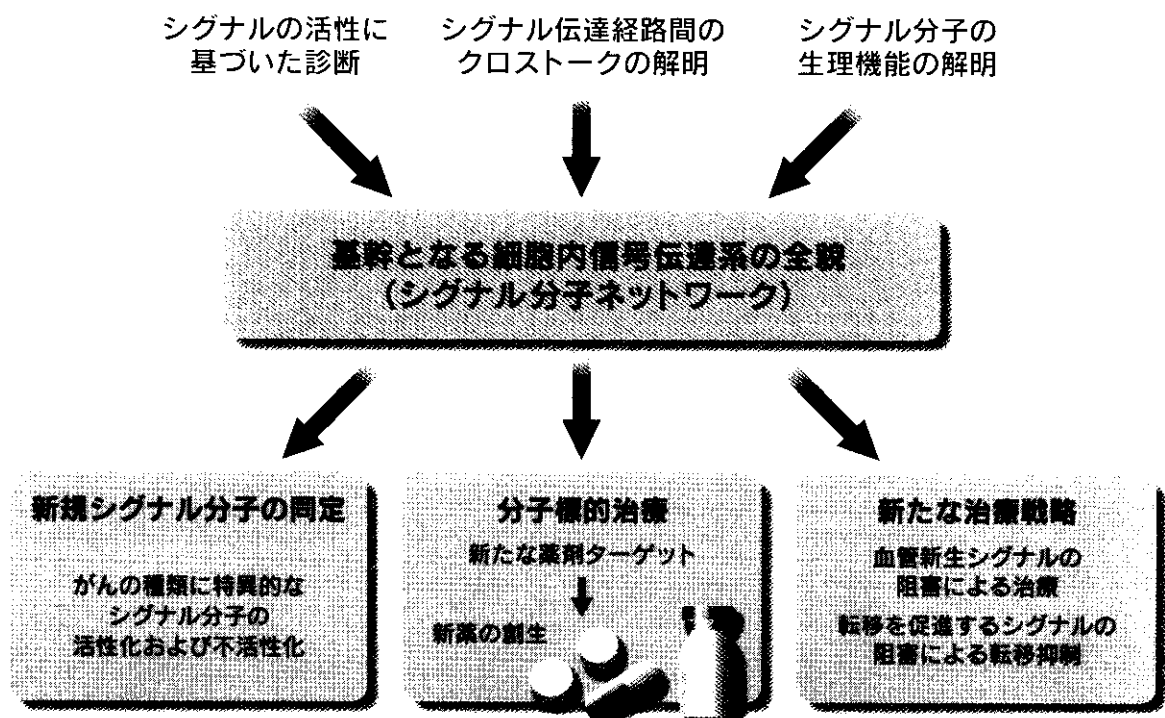 シグナルの活性に
基づいた診断
シグナル伝達経路間の
クロストークの解明
シグナル分子の
生理機能の解明
基幹となる細胞内信号伝達系の全貌
(シグナル分子ネットワーク)
新規シグナル分子の同定
がんの種類に特異的な
シグナル分子の
活性化および不活性化
分子標的治療
新たな薬剤ターゲット
新薬の創生
新たな治療戦略
血管新生シグナルの
阻害による治療
転移を促進するシグナルの
阻害による転移抑制